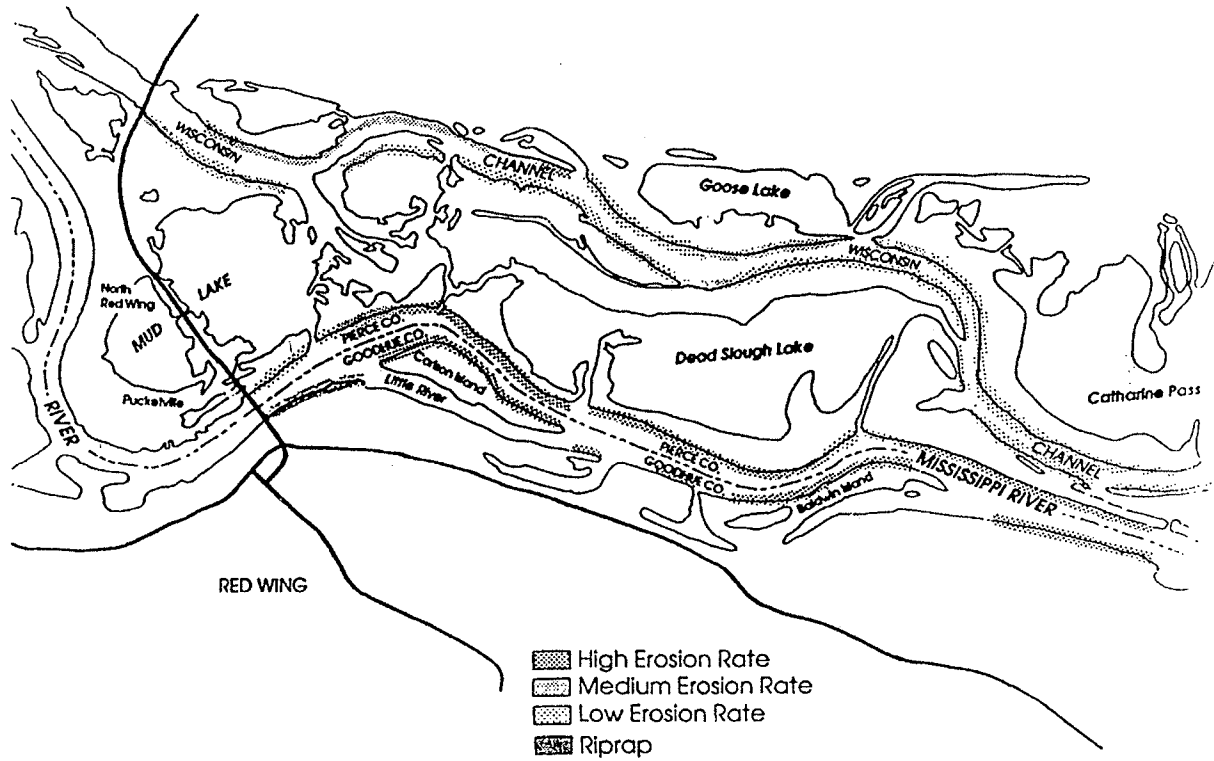 WISCONSIN
CHANNEL
Goose Lake
WISCONSIN
North
Red Wing
MUD LAKE
PIERCE CO.
GOODHUE CO.
Carlson Island
Little River
Dead Slough Lake
Catharine Pass
Pucketville
RIVER
PIERCE CO.
GOODHUE CO.
Baldwin Island
MISSISSIPPI RIVER
CHANNEL
RED WING
High Erosion Rate
Medium Erosion Rate
Low Erosion Rate
Riprap